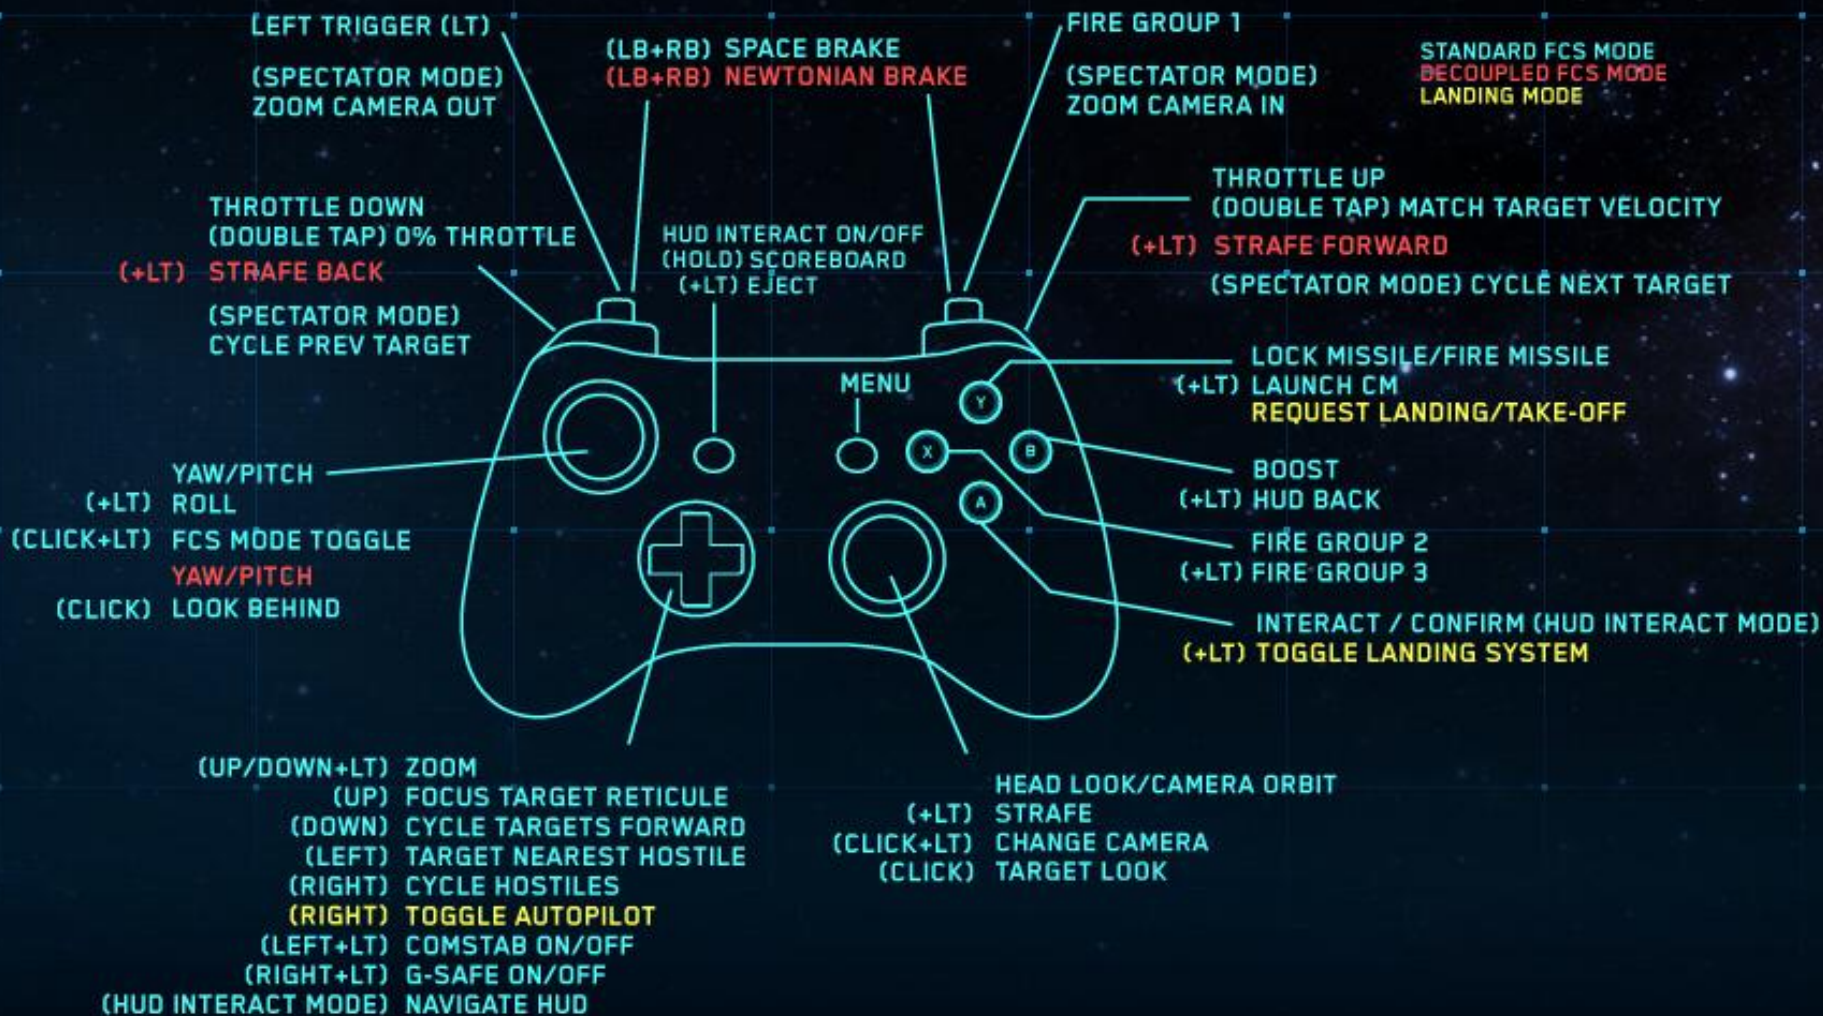 LEFT TRIGGER (LT)
(SPECTATOR MODE)
ZOOM CAMERA OUT
(LB+RB) SPACE BRAKE
(LB+RB) NEWTONIAN BRAKE
FIRE GROUP 1
(SPECTATOR MODE)
ZOOM CAMERA IN
STANDARD FCS MODE
DECOUPLED FCS MODE
LANDING MODE
THROTTLE DOWN
(DOUBLE TAP) 0% THROTTLE
(+LT) STRAFE BACK
(SPECTATOR MODE)
CYCLE PREV TARGET
HUD INTERACT ON/OFF
(HOLD) SCOREBOARD
(+LT) EJECT
THROTTLE UP
(DOUBLE TAP) MATCH TARGET VELOCITY
(+LT) STRAFE FORWARD
(SPECTATOR MODE) CYCLE NEXT TARGET
MENU
Y
X
B
A
LOCK MISSILE/FIRE MISSILE
(+LT) LAUNCH CM
REQUEST LANDING/TAKE-OFF
BOOST
(+LT) HUD BACK
FIRE GROUP 2
(+LT) FIRE GROUP 3
INTERACT / CONFIRM (HUD INTERACT MODE)
(+LT) TOGGLE LANDING SYSTEM
YAW/PITCH
(+LT) ROLL
(CLICK+LT) FCS MODE TOGGLE
YAW/PITCH
(CLICK) LOOK BEHIND
(UP/DOWN+LT) ZOOM
(UP) FOCUS TARGET RETICULE
(DOWN) CYCLE TARGETS FORWARD
(LEFT) TARGET NEAREST HOSTILE
(RIGHT) CYCLE HOSTILES
(RIGHT) TOGGLE AUTOPILOT
(LEFT+LT) COMSTAB ON/OFF
(RIGHT+LT) G-SAFE ON/OFF
(HUD INTERACT MODE) NAVIGATE HUD
HEAD LOOK/CAMERA ORBIT
(+LT) STRAFE
(CLICK+LT) CHANGE CAMERA
(CLICK) TARGET LOOK